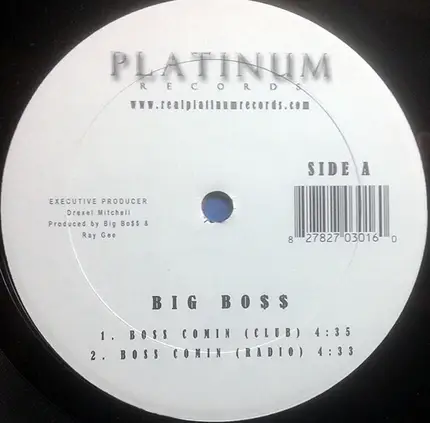 PLATINUM
RECORDS
www.realplatinumrecords.com
SIDE A
EXECUTIVE PRODUCER
Drexel Mitchell
Produced by Big Bo$$ &
Ray Gee
8 27827 03016 0
BIG BO$$
1. BOSS COMIN (CLUB) 4:35
2. BOSS COMIN (RADIO) 4:33